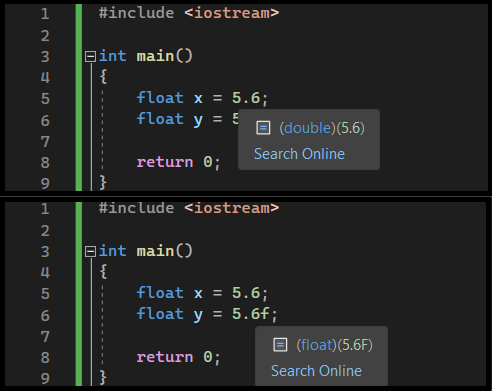 1 #include <iostream>
2
3 int main()
4 {
5 float x = 5.6;
6 float y = 5
(double)(5.6)
7
Search Online
8 return 0;
9 }
1 #include <iostream>
2
3 int main()
4 {
5 float x = 5.6;
6 float y = 5.6f;
7
(float)(5.6F)
8 return 0;
Search Online
9 }